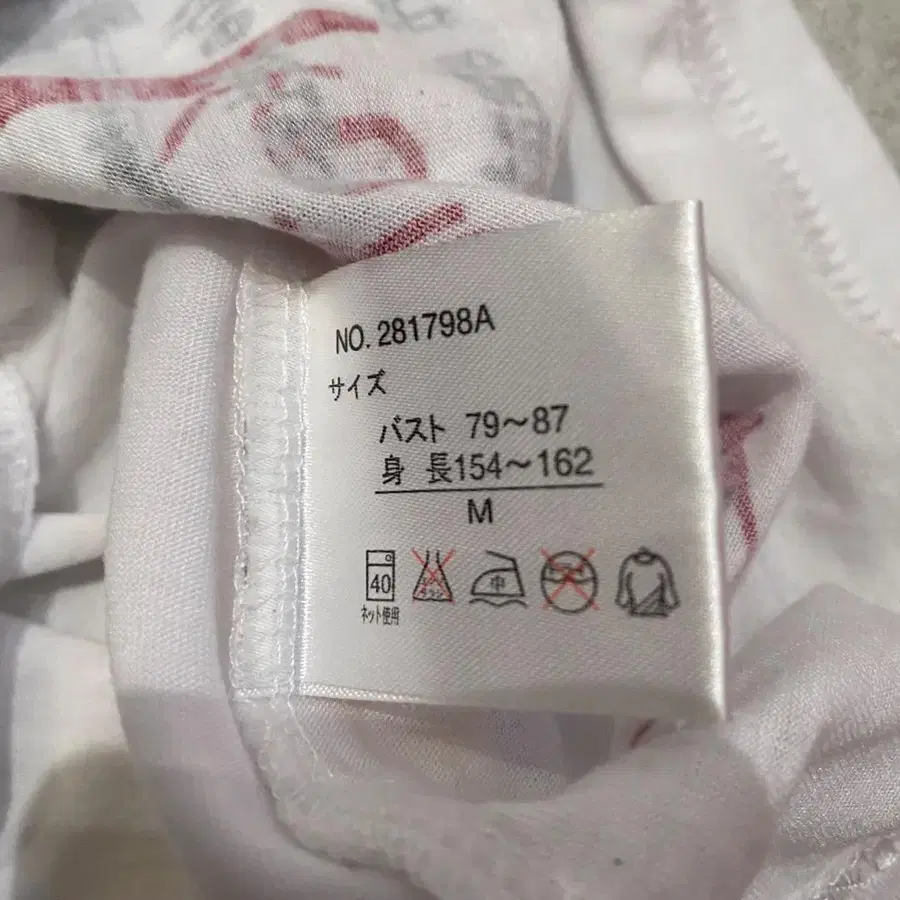 NO. 281798A
サイズ
バスト 79〜87
身 長154〜162
M
40 中
ネット使用